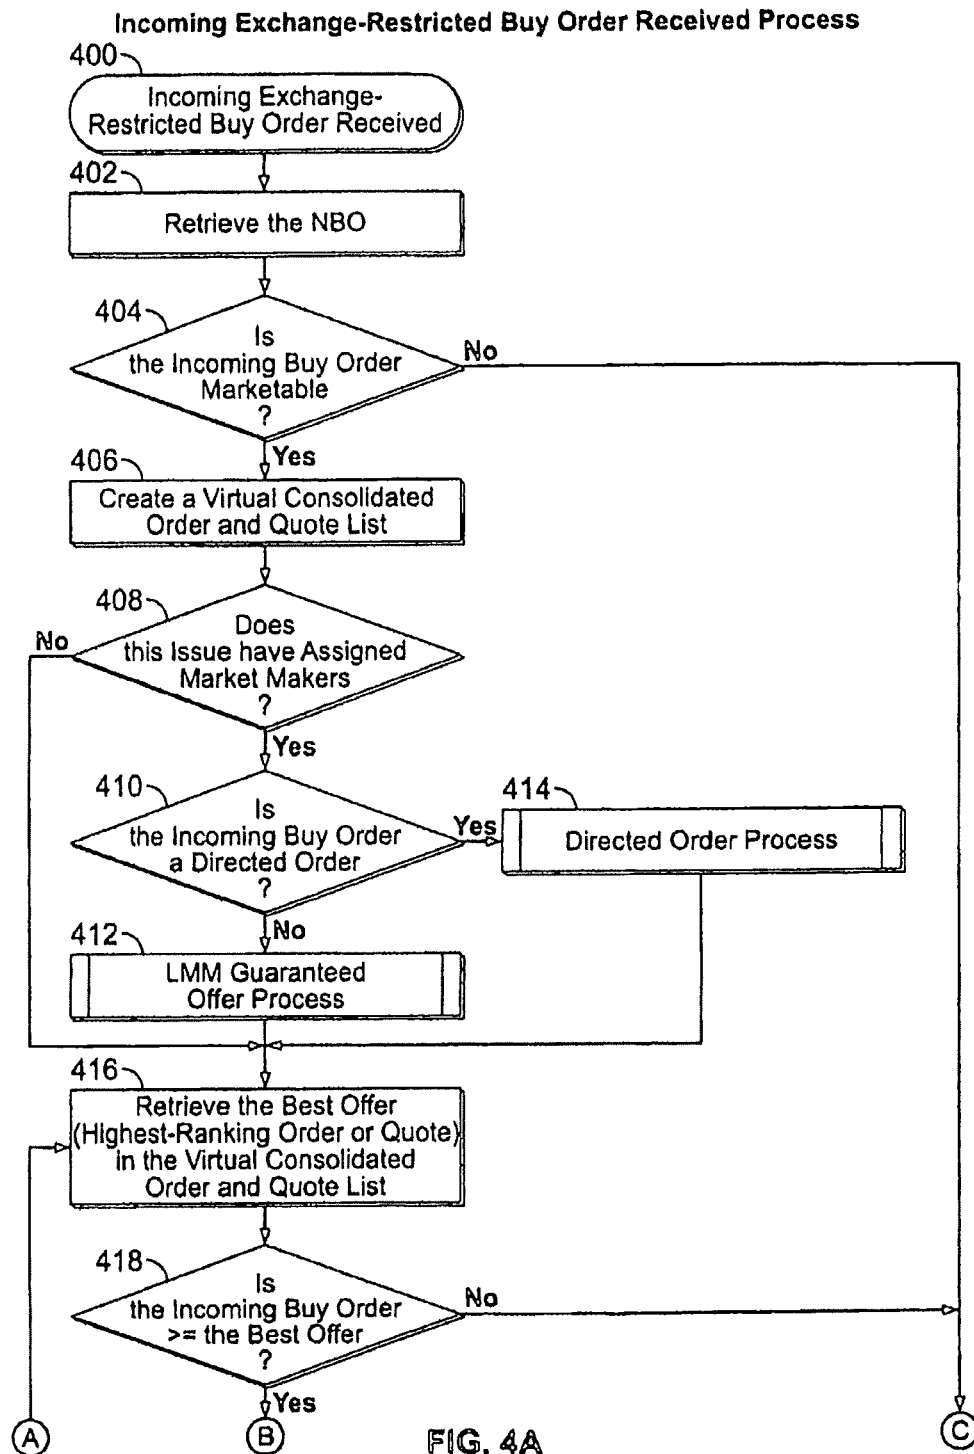 Incoming Exchange-Restricted Buy Order Received Process
400
Incoming Exchange-
Restricted Buy Order Received
402
Retrieve the NBO
404
Is
the Incoming Buy Order
Marketable
?
No
Yes
406
Create a Virtual Consolidated
Order and Quote List
408
Does
this Issue have Assigned
Market Makers
?
No
Yes
410
Is
the Incoming Buy Order
a Directed Order
?
Yes
414
Directed Order Process
No
412
LMM Guaranteed
Offer Process
416
Retrieve the Best Offer
(Highest-Ranking Order or Quote)
in the Virtual Consolidated
Order and Quote List
418
Is
the Incoming Buy Order
>= the Best Offer
?
No
Yes
A
B
FIG. 4A
C